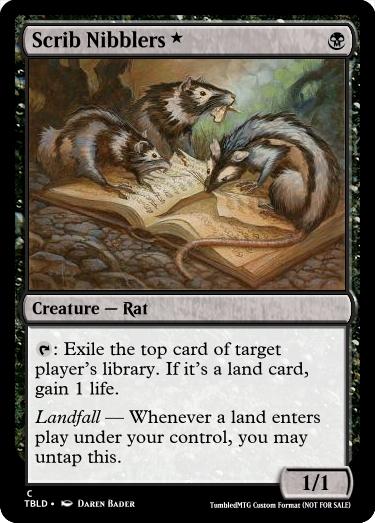 Scrib Nibblers ★
Creature — Rat
: Exile the top card of target
player's library. If it's a land card,
gain 1 life.
Landfall — Whenever a land enters
play under your control, you may
untap this.
1/1
C
TBLD • Daren Bader
TumbledMTG Custom Format (NOT FOR SALE)